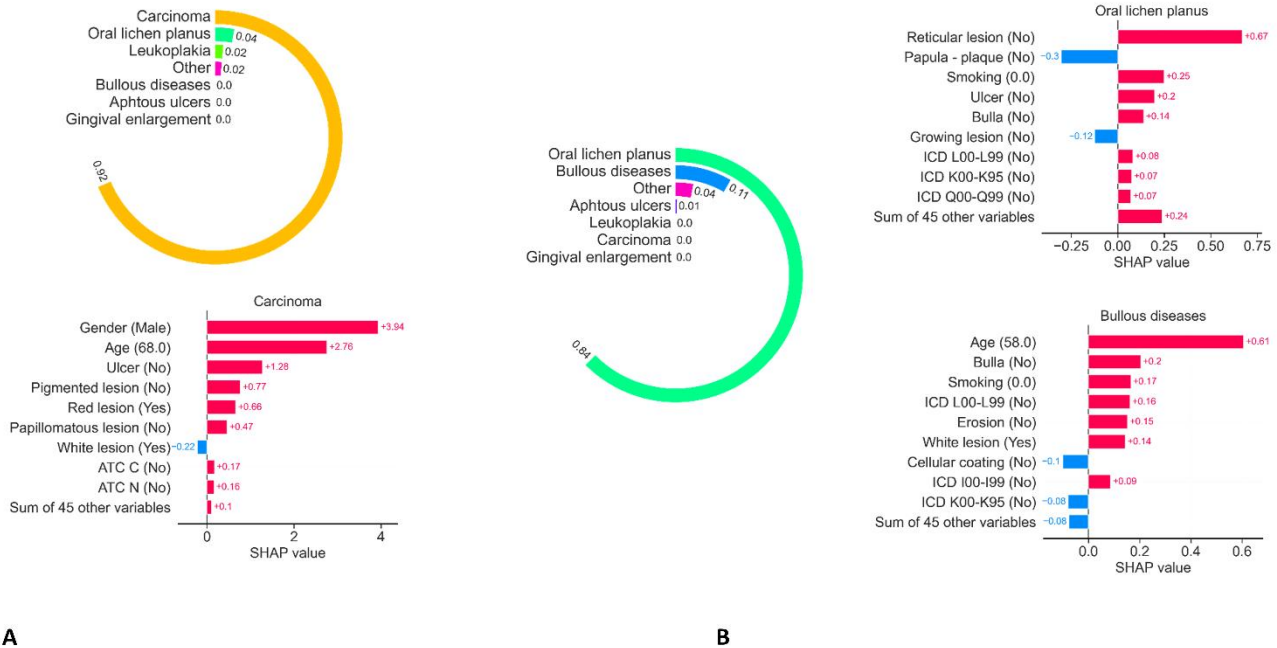 Carcinoma
Oral lichen planus 0.04
Leukoplakia 0.02
Other 0.02
Bullous diseases 0.0
Aphtous ulcers 0.0
Gingival enlargement 0.0
0.92
Carcinoma
Gender (Male) +3.94
Age (68.0) +2.76
Ulcer (No) +1.28
Pigmented lesion (No) +0.77
Red lesion (Yes) +0.66
Papillomatous lesion (No) +0.47
White lesion (Yes) −0.22
ATC C (No) +0.17
ATC N (No) +0.16
Sum of 45 other variables +0.1
0 2 4
SHAP value
A
Oral lichen planus
Bullous diseases 0.11
Other 0.04
Aphtous ulcers 0.01
Leukoplakia 0.0
Carcinoma 0.0
Gingival enlargement 0.0
0.84
Oral lichen planus
Reticular lesion (No) +0.67
Papula - plaque (No) −0.3
Smoking (0.0) +0.25
Ulcer (No) +0.2
Bulla (No) +0.14
Growing lesion (No) −0.12
ICD L00-L99 (No) +0.08
ICD K00-K95 (No) +0.07
ICD Q00-Q99 (No) +0.07
Sum of 45 other variables +0.24
−0.25 0.00 0.50 0.75
SHAP value
Bullous diseases
Age (58.0) +0.61
Bulla (No) +0.2
Smoking (0.0) +0.17
ICD L00-L99 (No) +0.16
Erosion (No) +0.15
White lesion (Yes) +0.14
Cellular coating (No) −0.1
ICD I00-I99 (No) +0.09
ICD K00-K95 (No) −0.08
Sum of 45 other variables −0.08
0.0 0.2 0.4 0.6
SHAP value
B